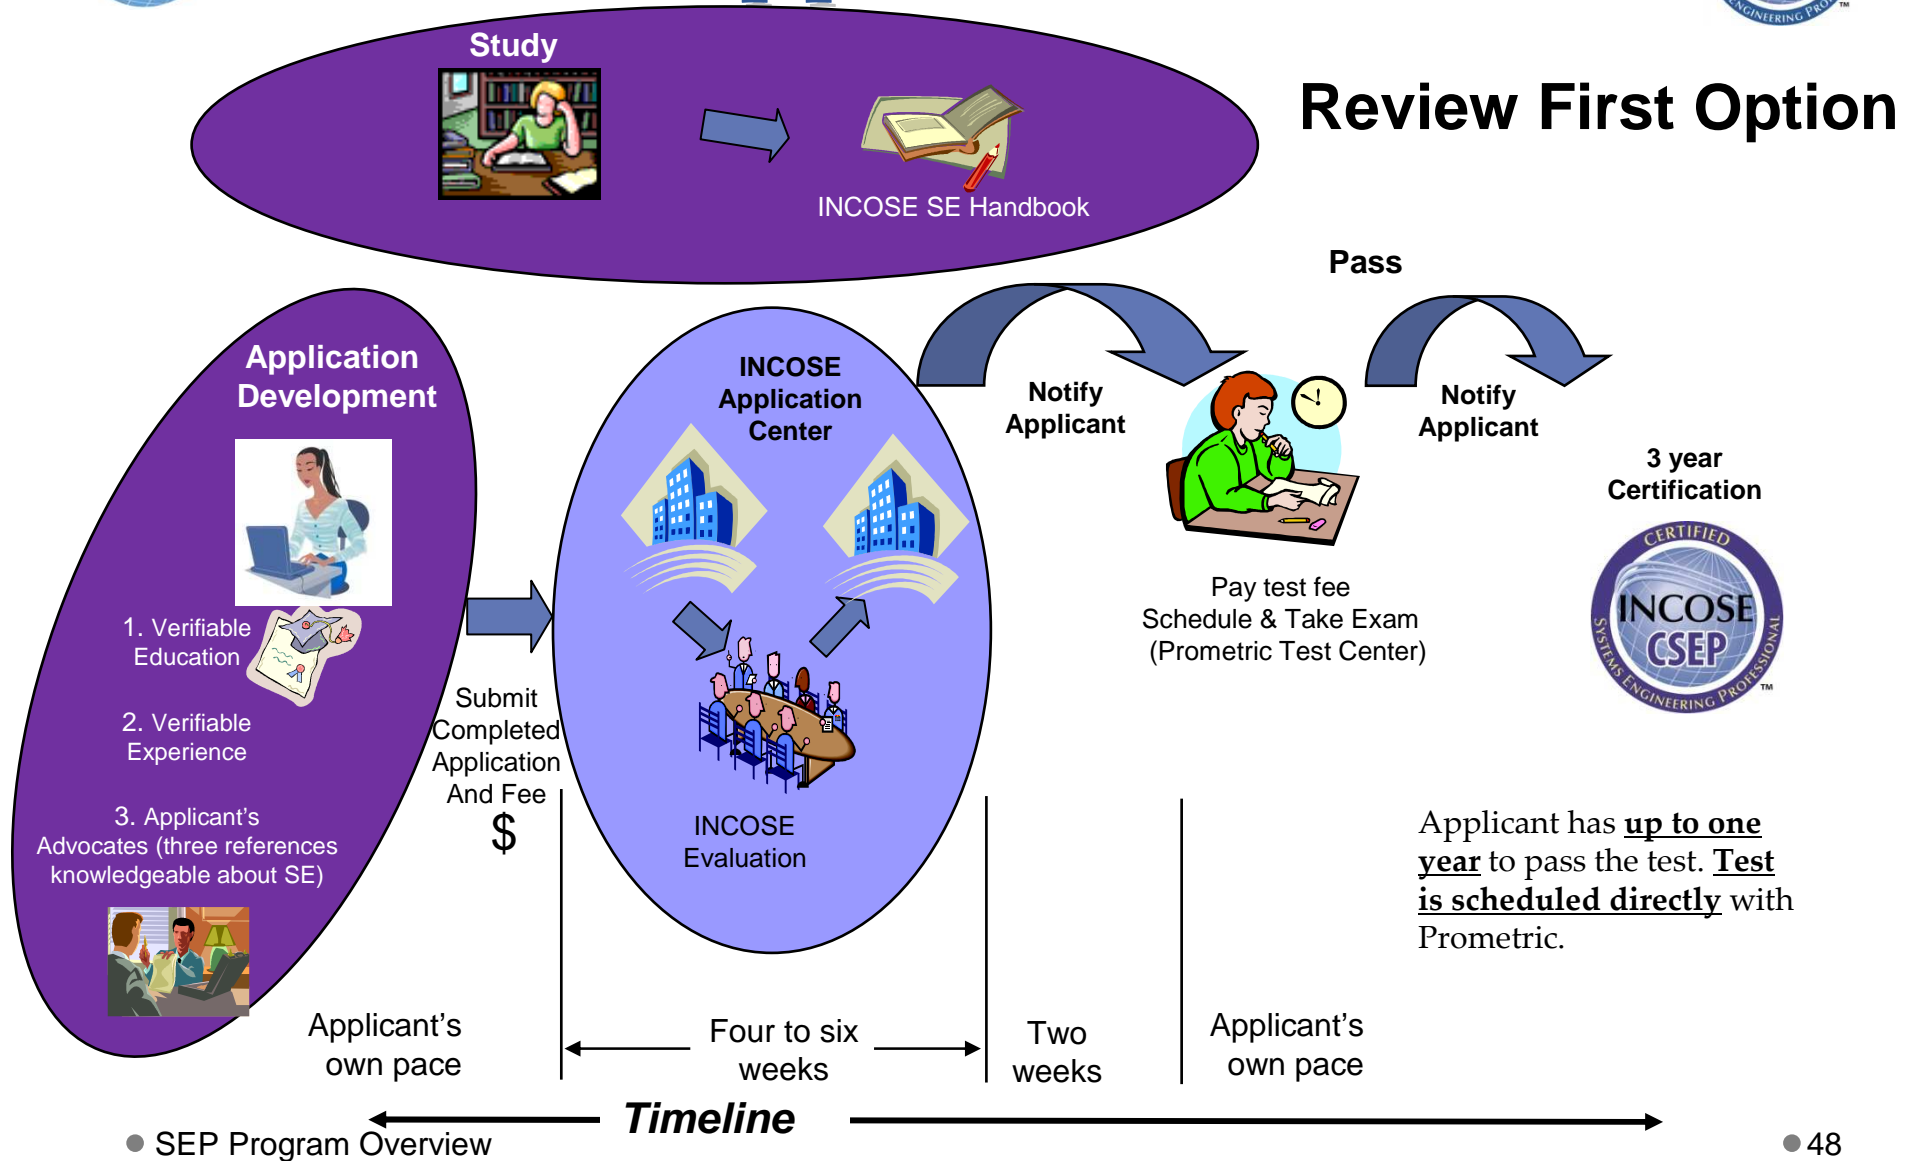 Study
Review First Option
INCOSE SE Handbook
Pass
Application
Development
INCOSE
Application
Center
Notify
Applicant
Notify
Applicant
3 year
Certification
CERTIFIED
INCOSE
CSEP
SYSTEMS ENGINEERING PROFESSIONAL
TM
ENGINEERING PRO
TM
1. Verifiable
Education
2. Verifiable
Experience
3. Applicant's
Advocates (three references
knowledgeable about SE)
Submit
Completed
Application
And Fee
$
INCOSE
Evaluation
Pay test fee
Schedule & Take Exam
(Prometric Test Center)
Applicant has up to one
year to pass the test. Test
is scheduled directly with
Prometric.
Applicant's
own pace
Four to six
weeks
Two
weeks
Applicant's
own pace
Timeline
SEP Program Overview
48